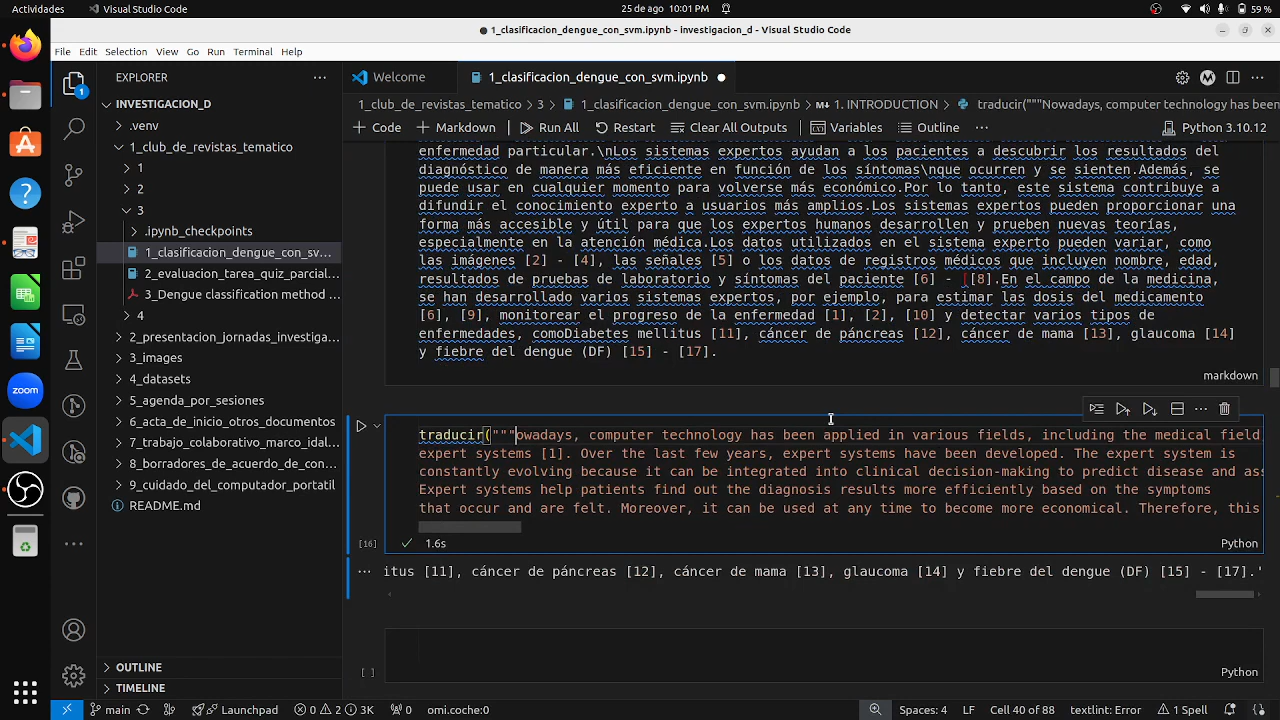 Actividades
Visual Studio Code
25 de ago 10:01 PM
59 %
1_clasificacion_dengue_con_svm.ipynb - investigacion_d - Visual Studio Code
File Edit Selection View Go Run Terminal Help
EXPLORER
Welcome
1_clasificacion_dengue_con_svm.ipynb
INVESTIGACION_D
1_club_de_revistas_tematico > 3 > 1_clasificacion_dengue_con_svm.ipynb > 1. INTRODUCTION > traducir("""Nowadays, computer technology has been
+ Code + Markdown Run All Restart Clear All Outputs Variables Outline ... Python 3.10.12
.venv
1_club_de_revistas_tematico
1
2
3
.ipynb_checkpoints
1_clasificacion_dengue_con_sv...
2_evaluacion_tarea_quiz_parcial...
3_Dengue classification method ...
4
2_presentacion_jornadas_investiga...
3_images
4_datasets
5_agenda_por_sesiones
6_acta_de_inicio_otros_documentos
7_trabajo_colaborativo_marco_idal...
8_borradores_de_acuerdo_de_con...
9_cuidado_del_computador_portatil
README.md
OUTLINE
TIMELINE
enfermedad particular.\nLos sistemas expertos ayudan a los pacientes a descubrir los resultados del
diagnóstico de manera más eficiente en función de los síntomas\nque ocurren y se sienten.Además, se
puede usar en cualquier momento para volverse más económico.Por lo tanto, este sistema contribuye a
difundir el conocimiento experto a usuarios más amplios.Los sistemas expertos pueden proporcionar una
forma más accesible y útil para que los expertos humanos desarrollen y prueben nuevas teorías,
especialmente en la atención médica.Los datos utilizados en el sistema experto pueden variar, como
las imágenes [2] - [4], las señales [5] o los datos de registros médicos que incluyen nombre, edad,
resultados de pruebas de laboratorio y síntomas del paciente [6] - [8].En el campo de la medicina,
se han desarrollado varios sistemas expertos, por ejemplo, para estimar las dosis del medicamento
[6], [9], monitorear el progreso de la enfermedad [1], [2], [10] y detectar varios tipos de
enfermedades, comoDiabetes mellitus [11], cáncer de páncreas [12], cáncer de mama [13], glaucoma [14]
y fiebre del dengue (DF) [15] - [17].
markdown
traducir("""owadays, computer technology has been applied in various fields, including the medical field
expert systems [1]. Over the last few years, expert systems have been developed. The expert system is
constantly evolving because it can be integrated into clinical decision-making to predict disease and ass
Expert systems help patients find out the diagnosis results more efficiently based on the symptoms
that occur and are felt. Moreover, it can be used at any time to become more economical. Therefore, this
[16] 1.6s Python
... itus [11], cáncer de páncreas [12], cáncer de mama [13], glaucoma [14] y fiebre del dengue (DF) [15] - [17].'
[ ] Python
zoom
1
main Launchpad 0 2 3K 0 omi.coche:0 Spaces: 4 LF Cell 40 of 88 textlint: Error